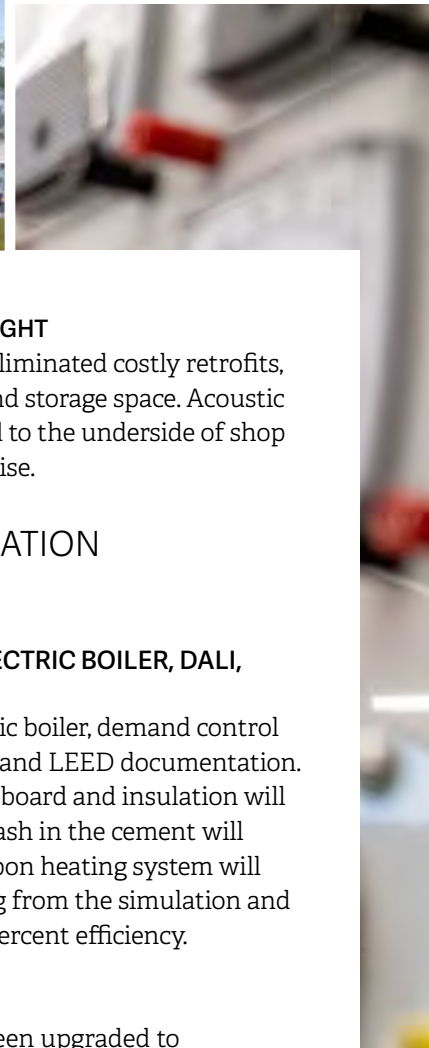 GHT
liminated costly retrofits,
nd storage space. Acoustic
d to the underside of shop
ise.
ATION
ECTRIC BOILER, DALI,
ic boiler, demand control
and LEED documentation.
board and insulation will
ash in the cement will
bon heating system will
g from the simulation and
ercent efficiency.
een upgraded to